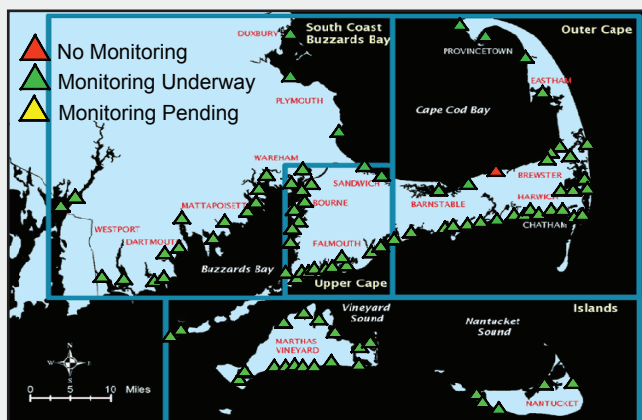 No Monitoring
Monitoring Underway
Monitoring Pending
South Coast
Buzzards Bay
Outer Cape
DUXBURY
PROVINCETOWN
EASTHAM
PLYMOUTH
Cape Cod Bay
WAREHAM
SANDWICH
BREWSTER
BARNSTABLE
HARWICH
MATTAPOISETT
BOURNE
WESTPORT
DARTMOUTH
FALMOUTH
CHATHAM
Buzzards Bay
Upper Cape
Vineyard
Sound
Islands
Nantucket
Sound
MARTHAS
VINEYARD
NANTUCKET
N
W
E
S
0 5 10 Miles